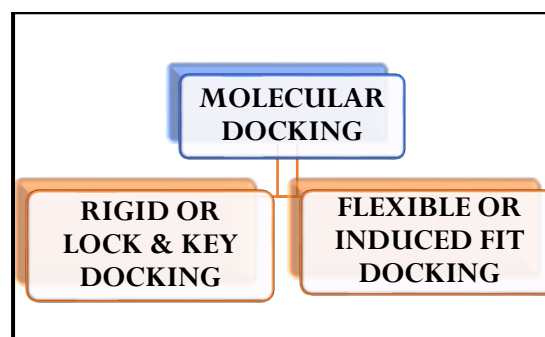 MOLECULAR
DOCKING
RIGID OR
LOCK & KEY
DOCKING
FLEXIBLE OR
INDUCED FIT
DOCKING